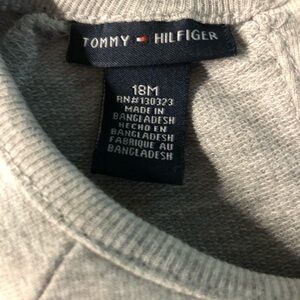 TOMMY HILFIGER
18M
RN#130323
MADE IN
BANGLADESH
HECHO EN
BANGLADESH
FABRIQUE AU
BANGLADESH